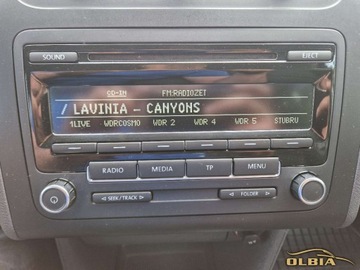 SOUND
EJECT
CD-IN FM:RADIOZET
/ LAVINIA - CANYONS
1LIVE WDRCOSMO WDR 2 WDR 4 WDR 5 STUBRU
RADIO MEDIA TP MENU
SEEK/TRACK FOLDER
OLBIA